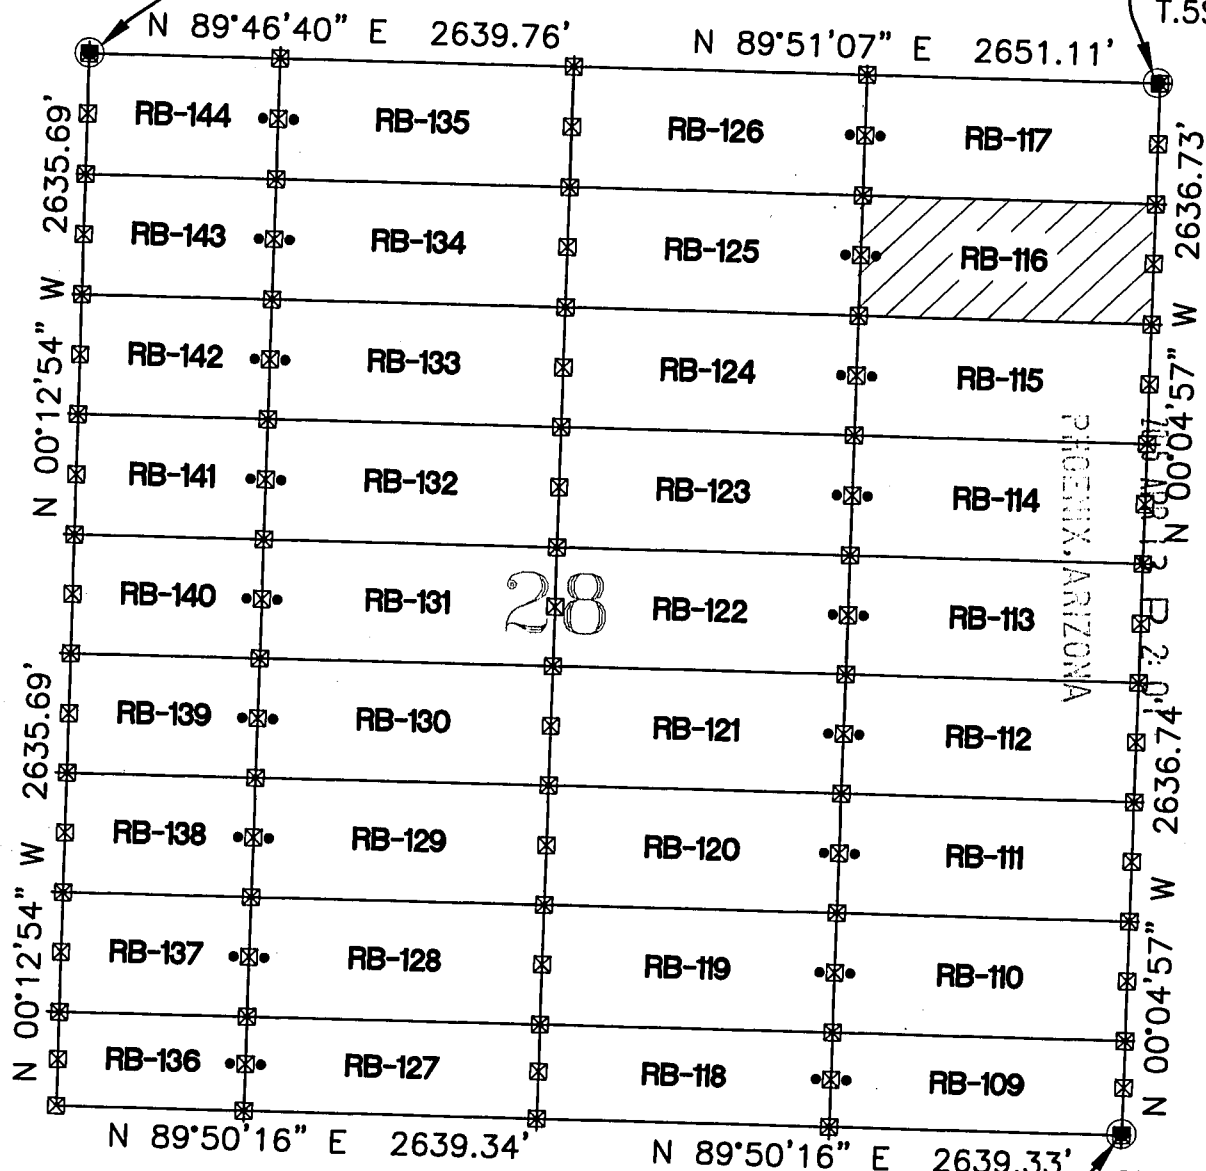 T.5S
N 89°46'40" E 2639.76'
N 89°51'07" E 2651.11'
2635.69'
N 00°12'54" W
2635.69'
N 00°12'54" W
RB-144 RB-135 RB-126 RB-117
RB-143 RB-134 RB-125 RB-116
RB-142 RB-133 RB-124 RB-115
RB-141 RB-132 RB-123 RB-114
RB-140 RB-131 RB-122 RB-113
28
RB-139 RB-130 RB-121 RB-112
RB-138 RB-129 RB-120 RB-111
RB-137 RB-128 RB-119 RB-110
RB-136 RB-127 RB-118 RB-109
2636.73'
N 00°04'57" W
2636.74'
N 00°04'57" W
PHOENIX, ARIZONA
N 89°50'16" E 2639.34'
N 89°50'16" E 2639.33'